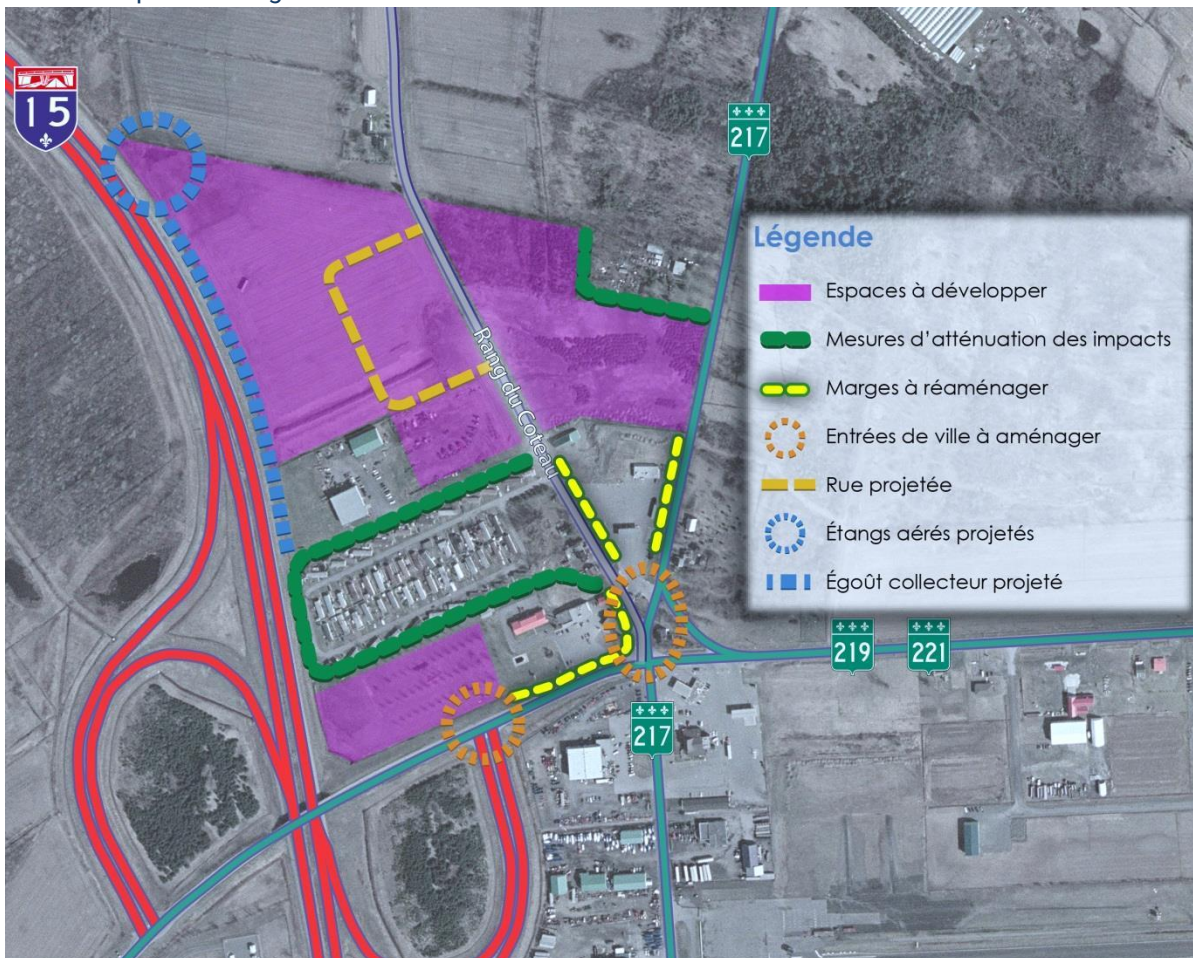 15
217
Légende
Espaces à développer
Mesures d'atténuation des impacts
Marges à réaménager
Entrées de ville à aménager
Rue projetée
Étangs aérés projetés
Égoût collecteur projeté
Rang du Coteau
219
221
217